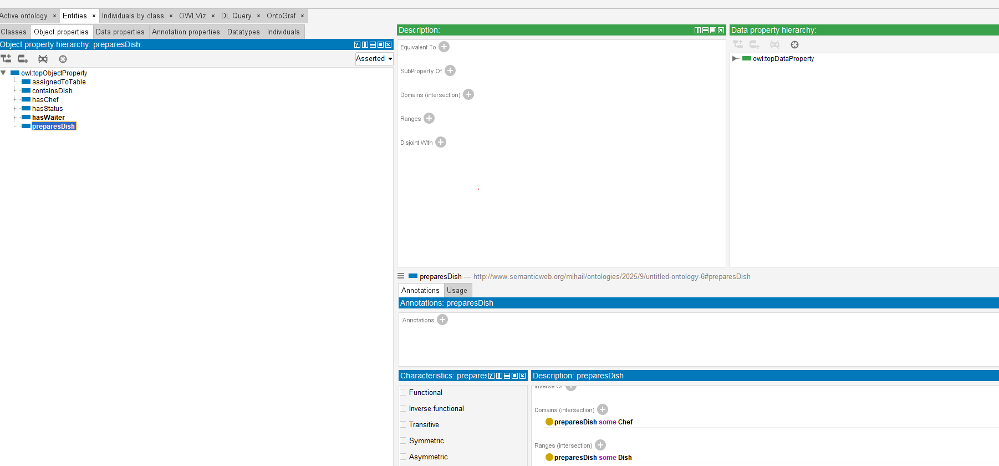 Active ontology × Entities × Individuals by class × OWLViz × DL Query × OntoGraf ×
Classes Object properties Data properties Annotation properties Datatypes Individuals
Object property hierarchy: preparesDish
Asserted
owl:topObjectProperty
assignedToTable
containsDish
hasChef
hasStatus
hasWaiter
preparesDish
Description:
Equivalent To
SubProperty Of
Domains (intersection)
Ranges
Disjoint With
Data property hierarchy:
owl:topDataProperty
preparesDish — http://www.semanticweb.org/mihail/ontologies/2025/9/untitled-ontology-6#preparesDish
Annotations Usage
Annotations: preparesDish
Annotations
Characteristics: prepares
Functional
Inverse functional
Transitive
Symmetric
Asymmetric
Description: preparesDish
Inverse Of
Domains (intersection)
preparesDish some Chef
Ranges (intersection)
preparesDish some Dish